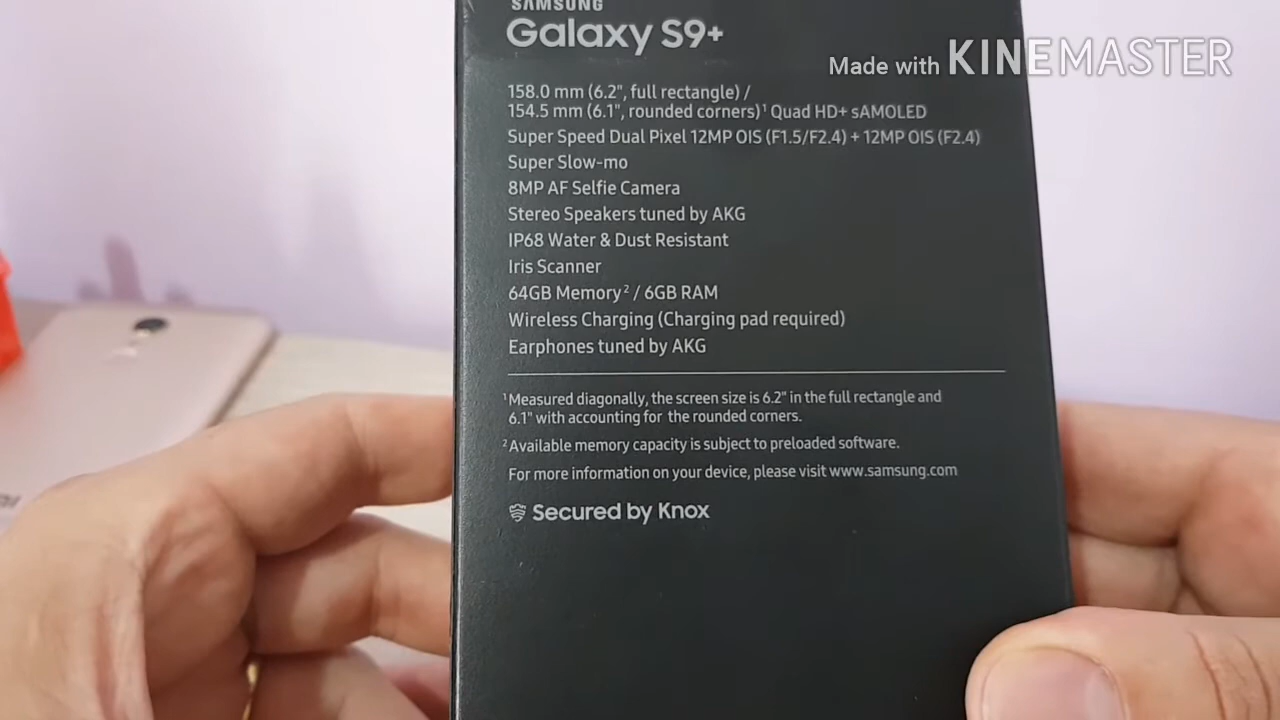 SAMSUNG
Galaxy S9+
Made with KINEMASTER
158.0 mm (6.2", full rectangle) /
154.5 mm (6.1", rounded corners)¹ Quad HD+ sAMOLED
Super Speed Dual Pixel 12MP OIS (F1.5/F2.4) + 12MP OIS (F2.4)
Super Slow-mo
8MP AF Selfie Camera
Stereo Speakers tuned by AKG
IP68 Water & Dust Resistant
Iris Scanner
64GB Memory² / 6GB RAM
Wireless Charging (Charging pad required)
Earphones tuned by AKG
¹Measured diagonally, the screen size is 6.2" in the full rectangle and
6.1" with accounting for the rounded corners.
²Available memory capacity is subject to preloaded software.
For more information on your device, please visit www.samsung.com
Secured by Knox